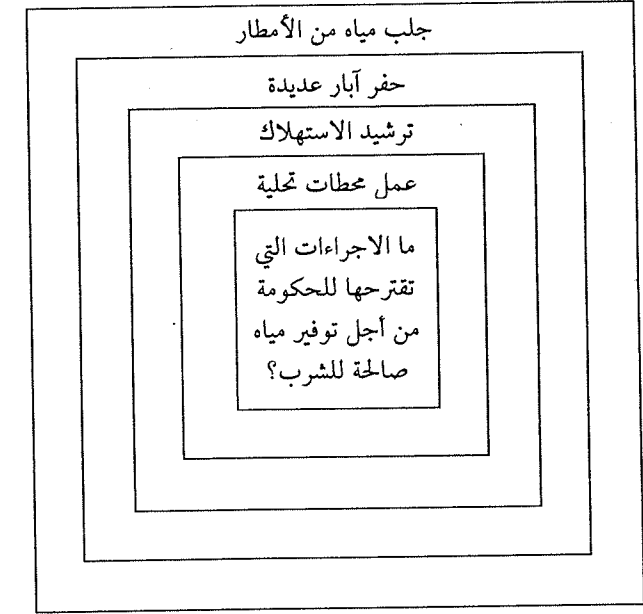 جلب مياه من الأمطار
حفر آبار عديدة
ترشيد الاستهلاك
عمل محطات تحلية
ما الاجراءات التي
تقترحها للحكومة
من أجل توفير مياه
صالحة للشرب؟